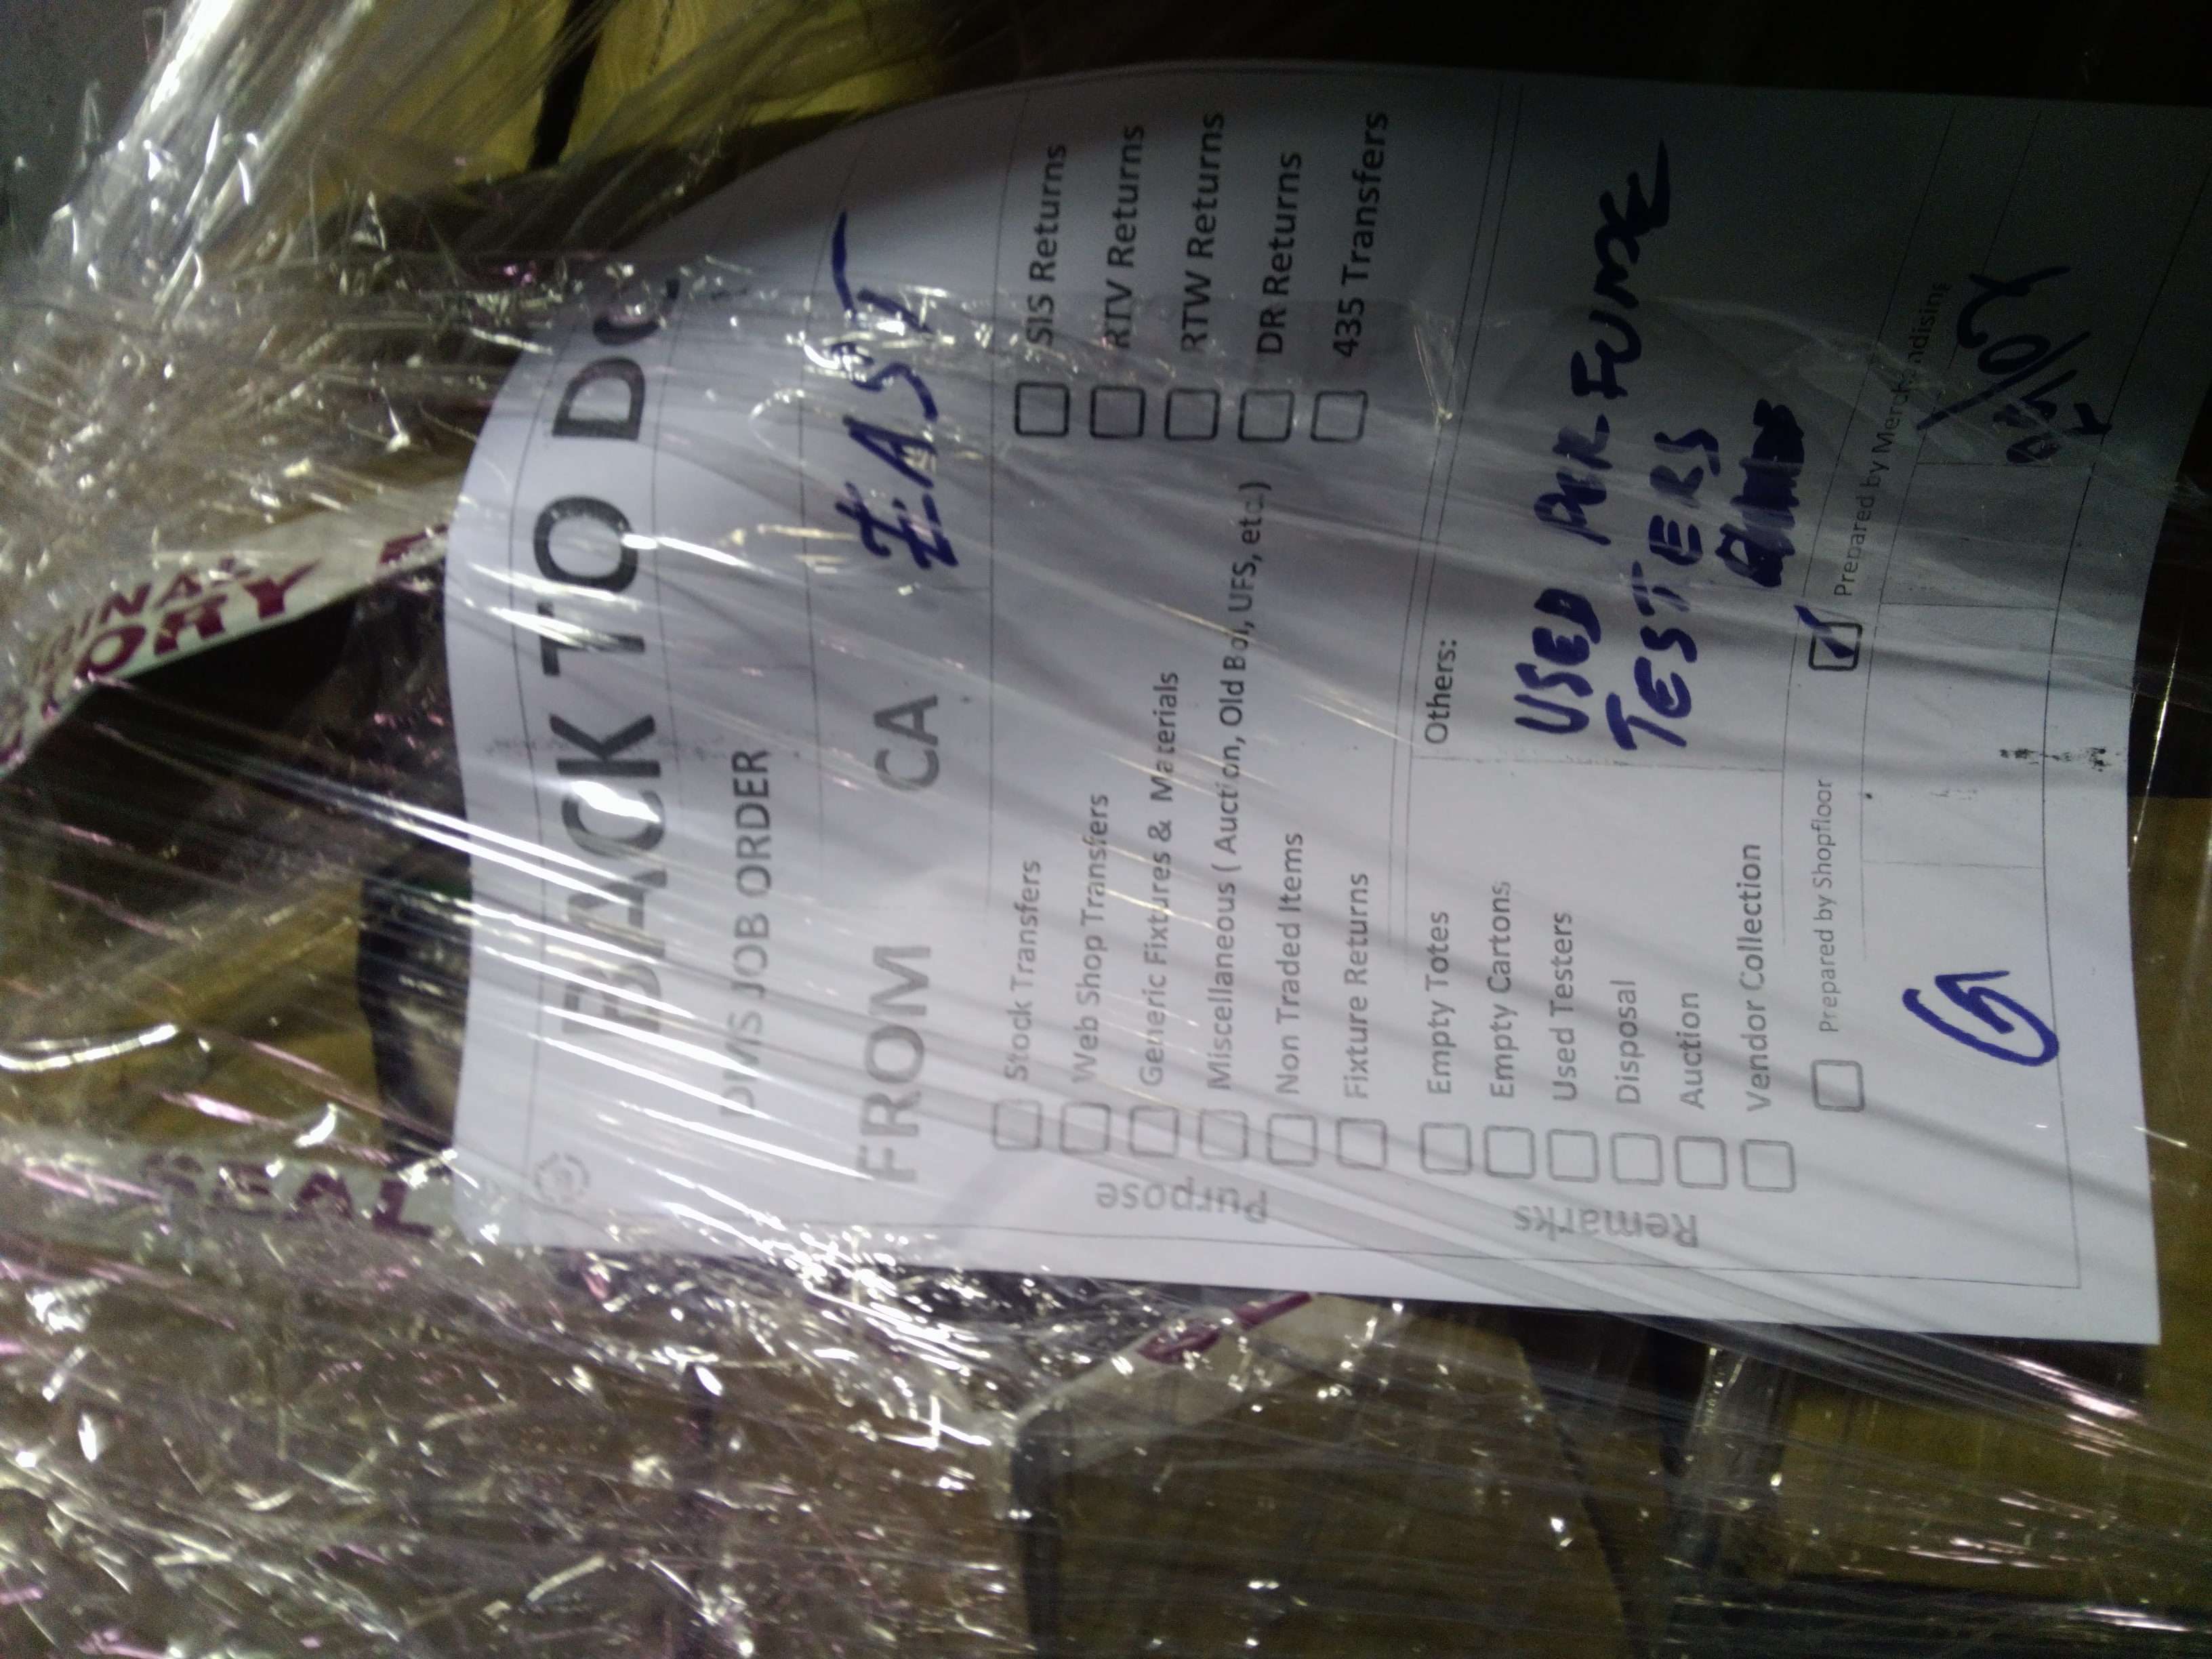 BACK TO DC
DMS JOB ORDER
FROM CA EAST
Purpose
Stock Transfers
Web Shop Transfers
Generic Fixtures & Materials
Miscellaneous ( Auction, Old Bol, UFS, etc.)
Non Traded Items
Fixture Returns
SIS Returns
RTV Returns
RTW Returns
DR Returns
435 Transfers
Remarks
Empty Totes
Empty Cartons
Used Testers
Disposal
Auction
Vendor Collection
Others:
USED PERFUME
TESTERS
Prepared by Shopfloor
Prepared by Merchandising
SEAL